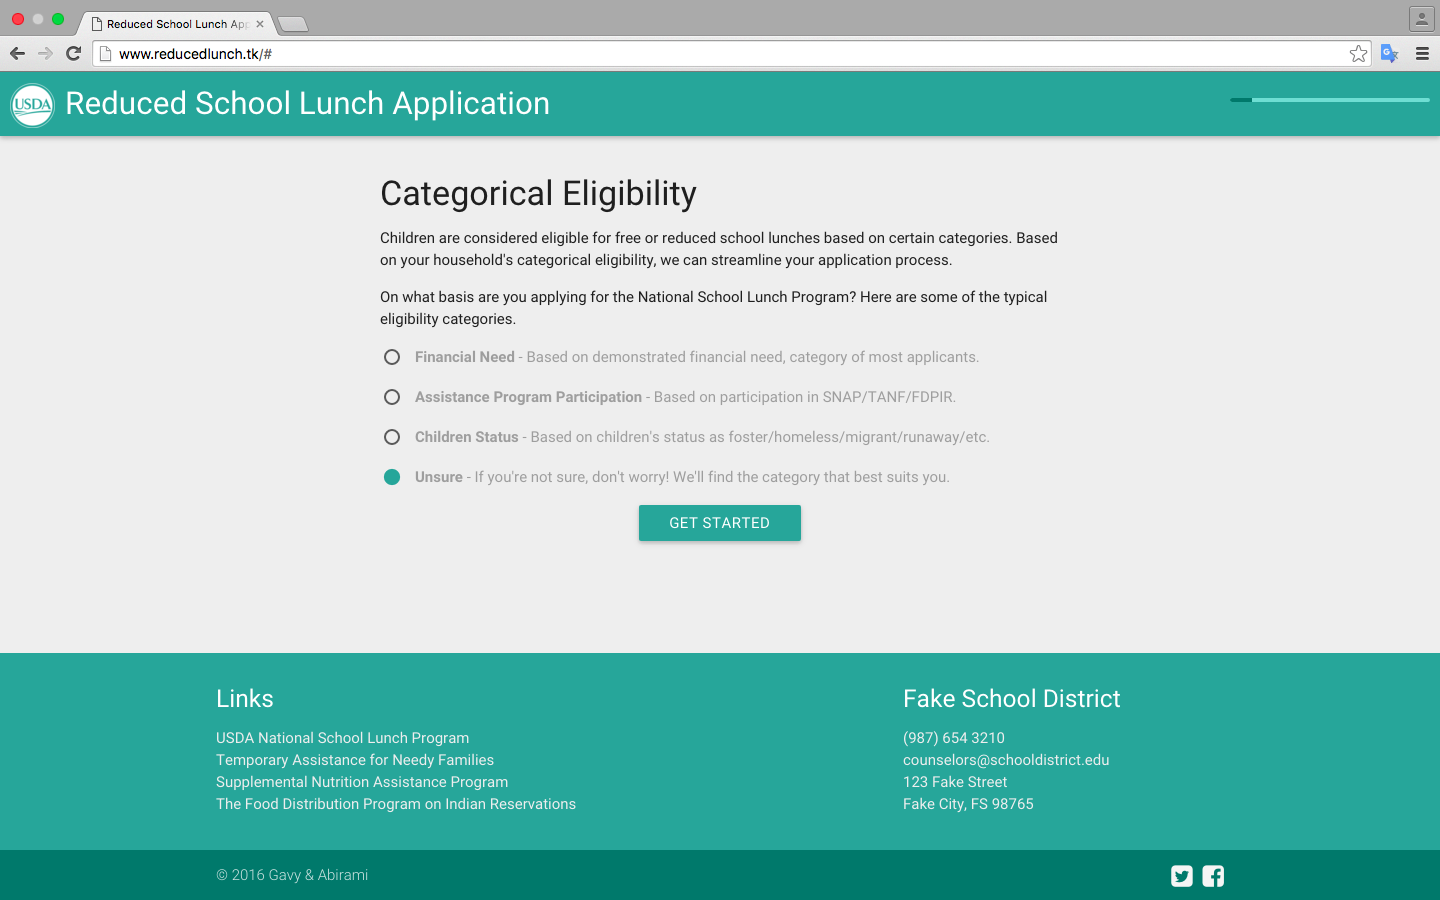 Reduced School Lunch App
www.reducedlunch.tk/#
USDA
Reduced School Lunch Application
Categorical Eligibility
Children are considered eligible for free or reduced school lunches based on certain categories. Based
on your household's categorical eligibility, we can streamline your application process.
On what basis are you applying for the National School Lunch Program? Here are some of the typical
eligibility categories.
Financial Need - Based on demonstrated financial need, category of most applicants.
Assistance Program Participation - Based on participation in SNAP/TANF/FDPIR.
Children Status - Based on children's status as foster/homeless/migrant/runaway/etc.
Unsure - If you're not sure, don't worry! We'll find the category that best suits you.
GET STARTED
Links
USDA National School Lunch Program
Temporary Assistance for Needy Families
Supplemental Nutrition Assistance Program
The Food Distribution Program on Indian Reservations
Fake School District
(987) 654 3210
counselors@schooldistrict.edu
123 Fake Street
Fake City, FS 98765
© 2016 Gavy & Abirami